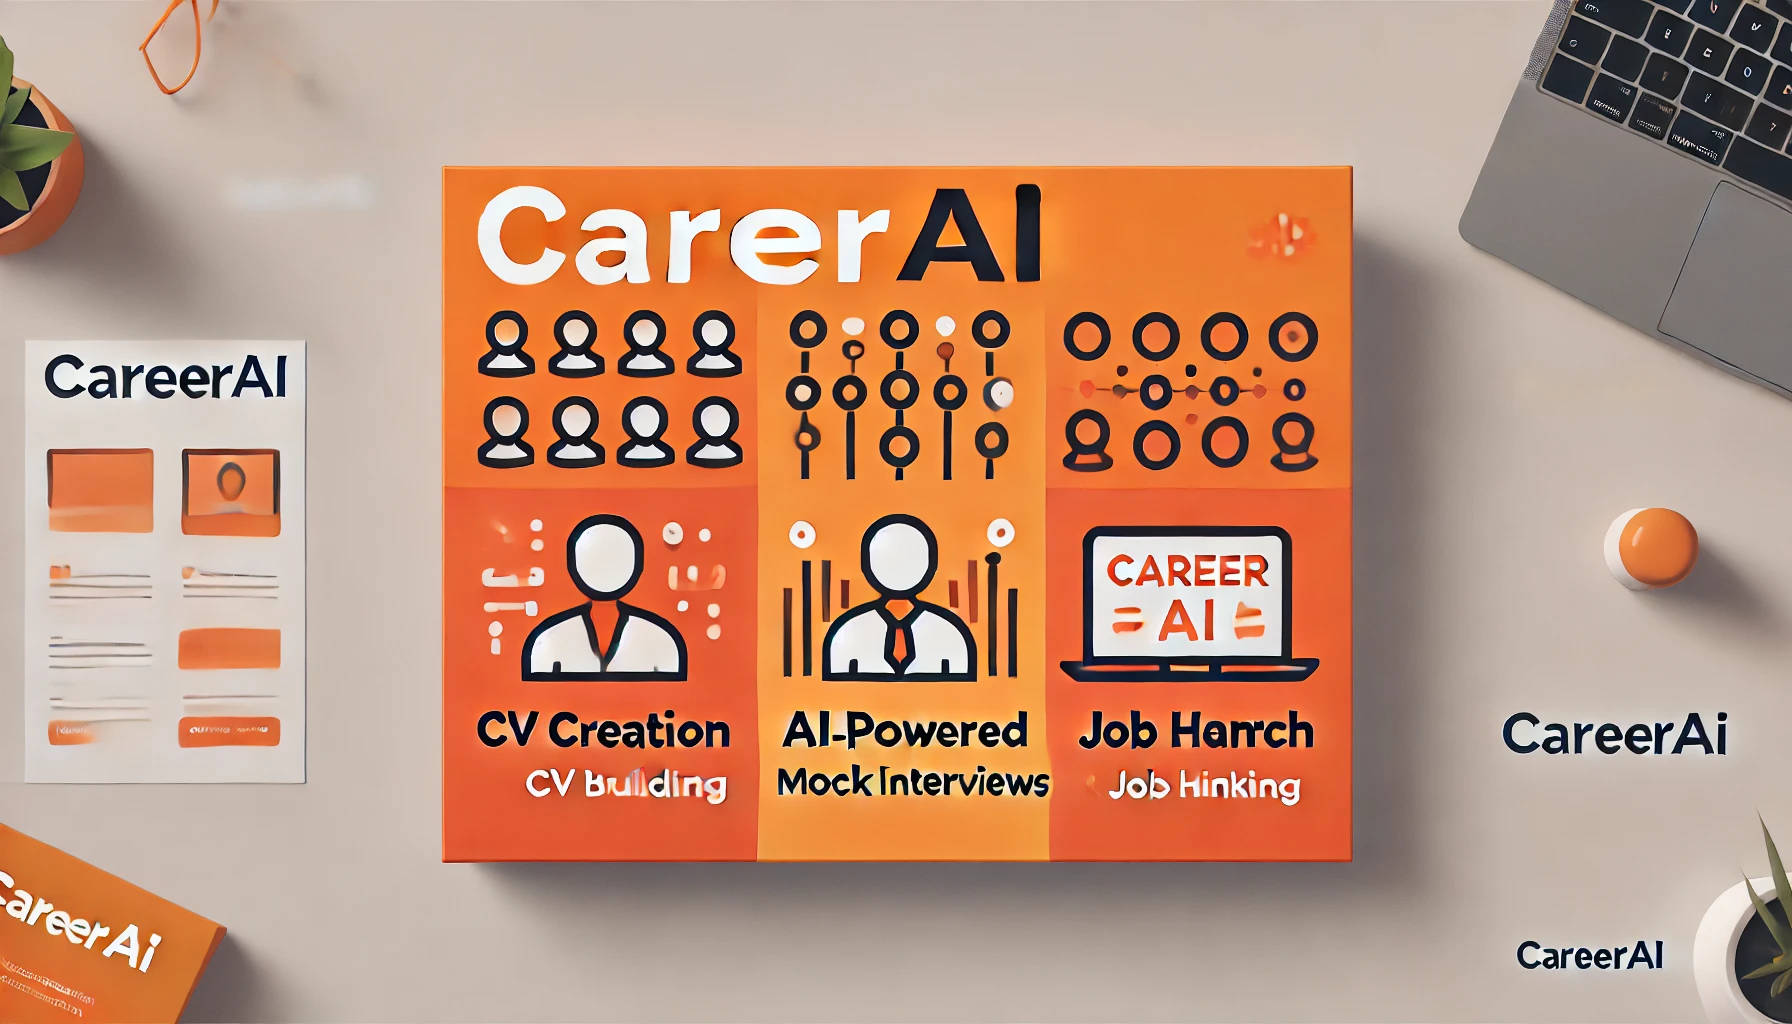 CarerAI
CareerAI
CAREER
AI
CV Creation
CV Building
AI-Powered
Mock Interviews
Job Harrch
Job Hinking
CareerAi
CareerAi
CareerAI